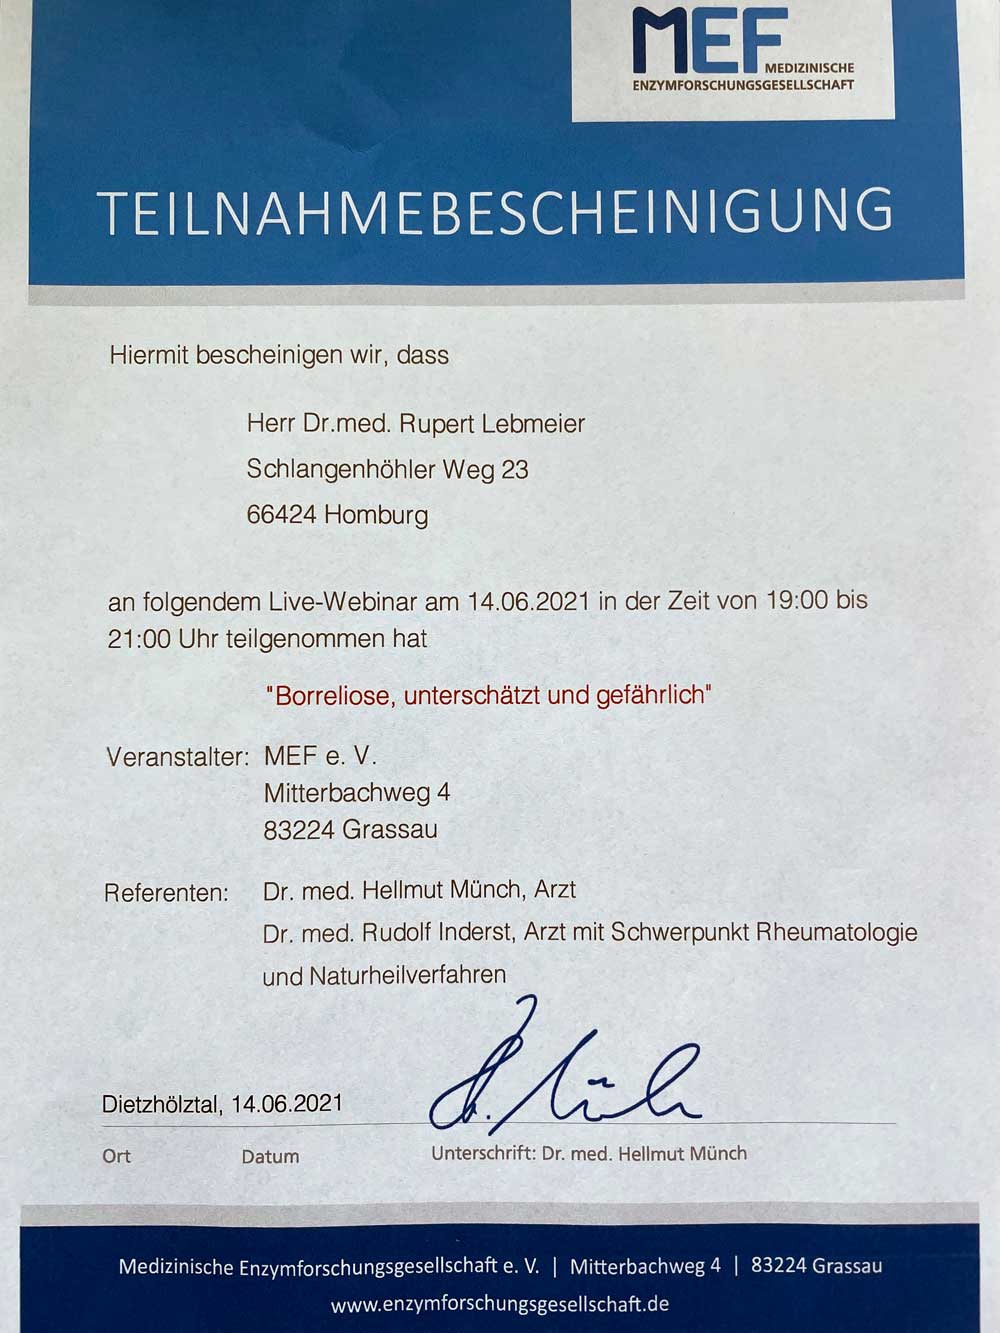 MEF MEDIZINISCHE
ENZYMFORSCHUNGSGESELLSCHAFT
TEILNAHMEBESCHEINIGUNG
Hiermit bescheinigen wir, dass
Herr Dr.med. Rupert Lebmeier
Schlangenhöhler Weg 23
66424 Homburg
an folgendem Live-Webinar am 14.06.2021 in der Zeit von 19:00 bis
21:00 Uhr teilgenommen hat
"Borreliose, unterschätzt und gefährlich"
Veranstalter: MEF e. V.
Mitterbachweg 4
83224 Grassau
Referenten: Dr. med. Hellmut Münch, Arzt
Dr. med. Rudolf Inderst, Arzt mit Schwerpunkt Rheumatologie
und Naturheilverfahren
Dietzhölztal, 14.06.2021
Ort Datum Unterschrift: Dr. med. Hellmut Münch
Medizinische Enzymforschungsgesellschaft e. V. | Mitterbachweg 4 | 83224 Grassau
www.enzymforschungsgesellschaft.de